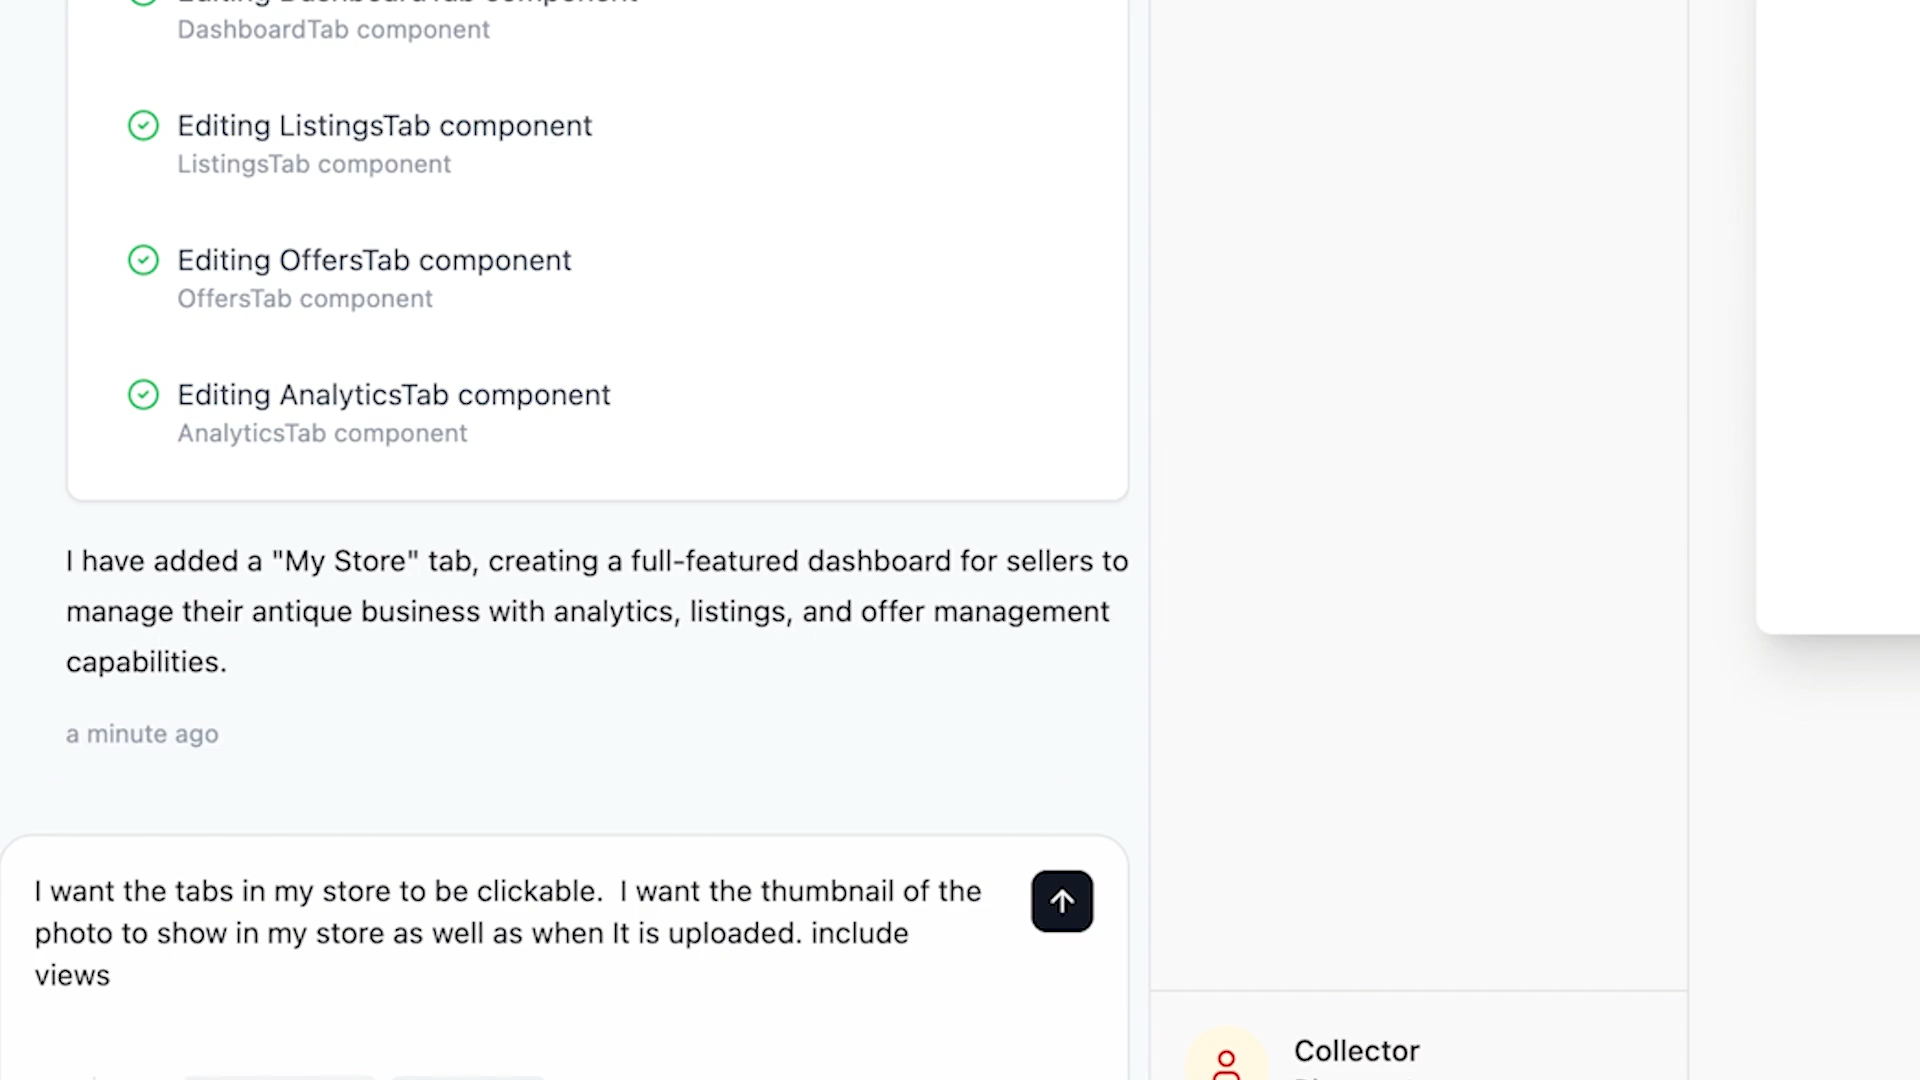 Editing DashboardTab component
DashboardTab component
Editing ListingsTab component
ListingsTab component
Editing OffersTab component
OffersTab component
Editing AnalyticsTab component
AnalyticsTab component
I have added a "My Store" tab, creating a full-featured dashboard for sellers to
manage their antique business with analytics, listings, and offer management
capabilities.
a minute ago
I want the tabs in my store to be clickable.  I want the thumbnail of the
photo to show in my store as well as when It is uploaded. include
views
Collector